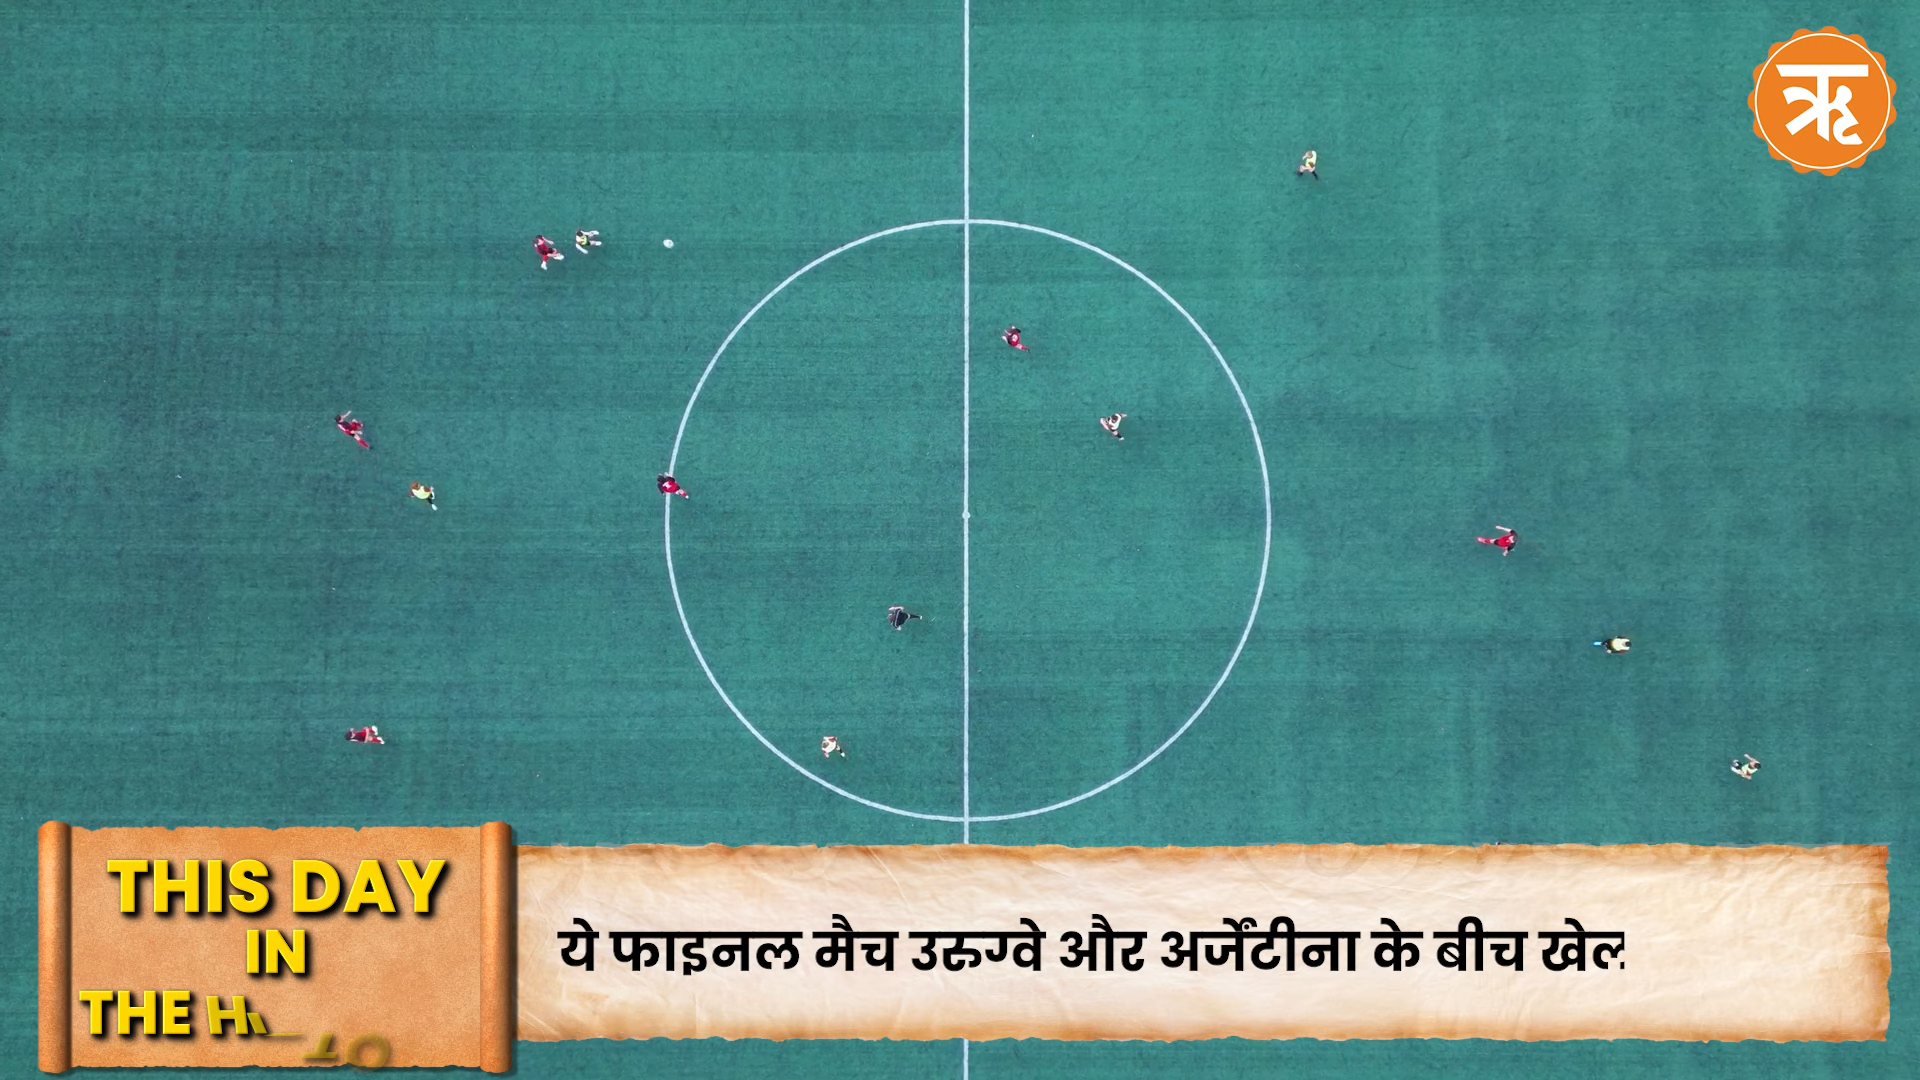 ऋ
THIS DAY
IN
THE
ये फाइनल मैच उरुग्वे और अर्जेंटीना के बीच